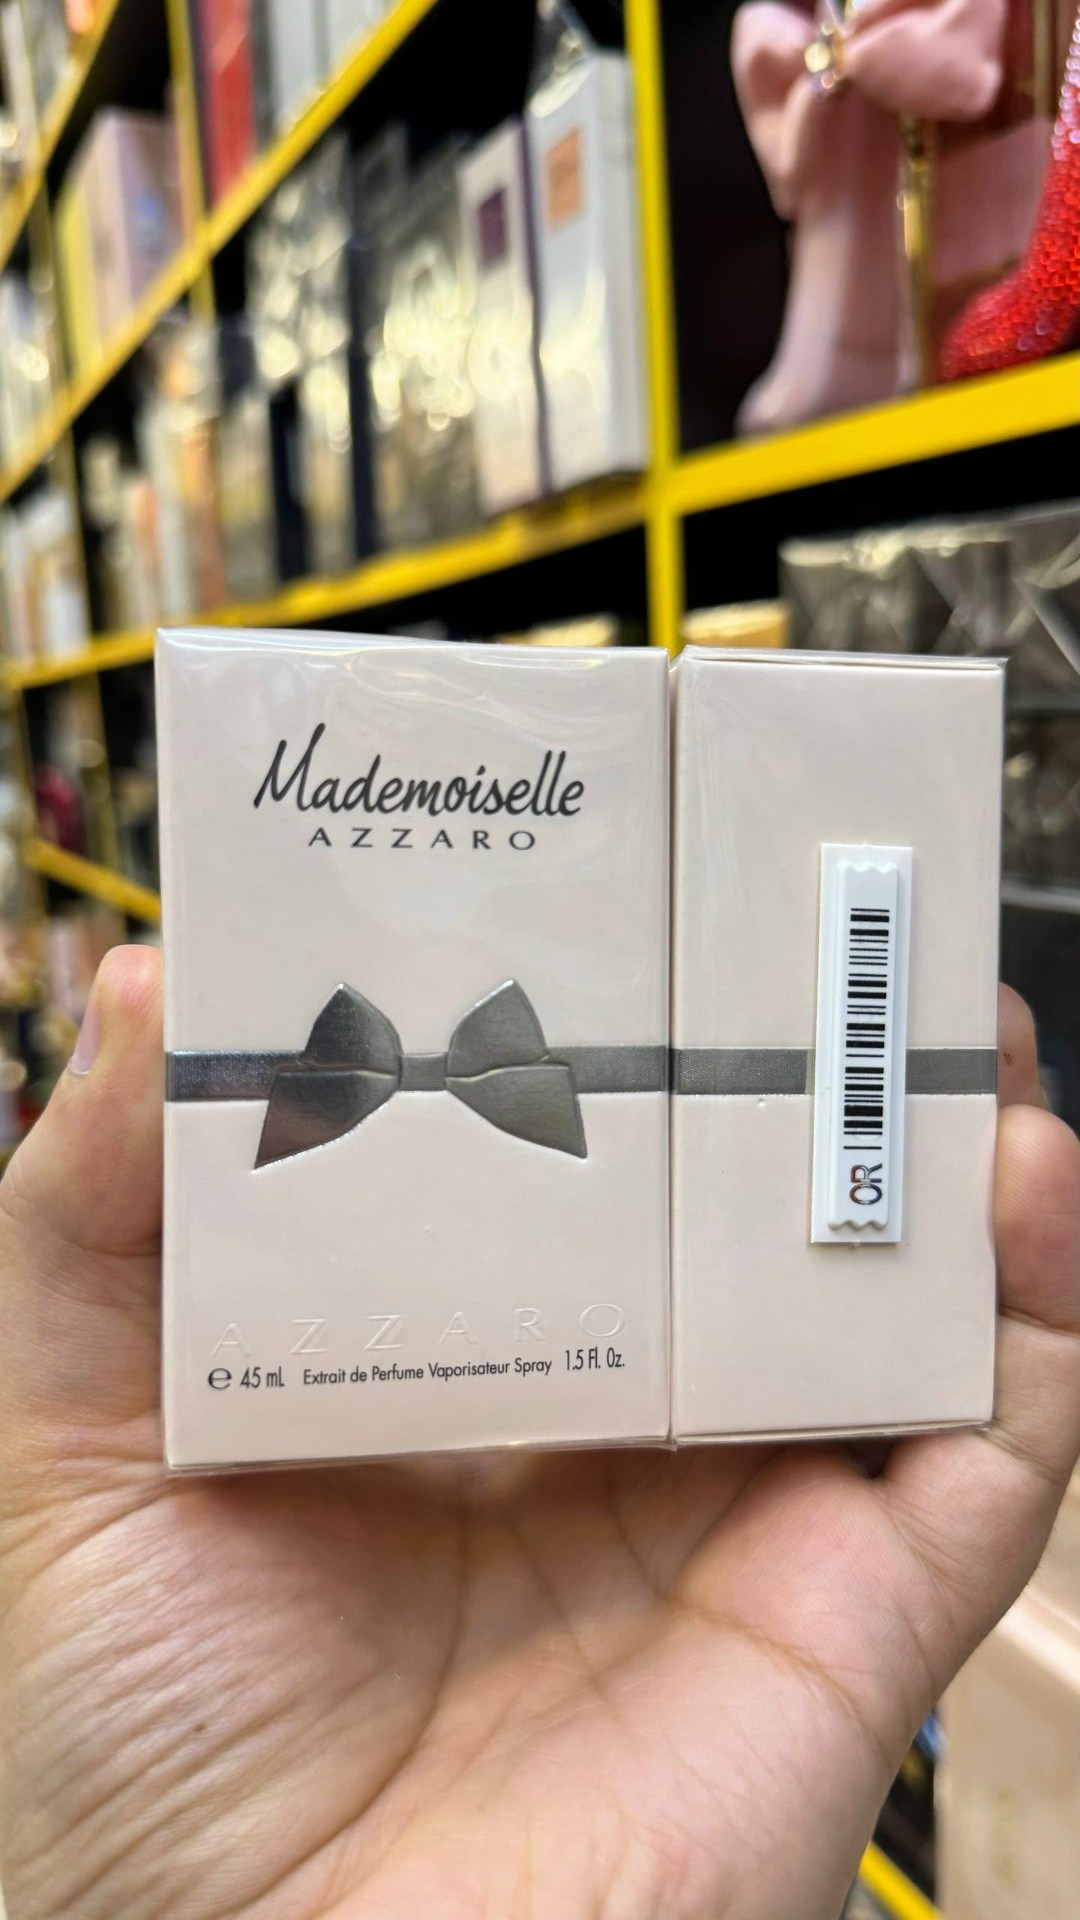 Mademoiselle
AZZARO
AZZARO
e 45 mL Extrait de Perfume Vaporisateur Spray 1.5 Fl. Oz.
OR